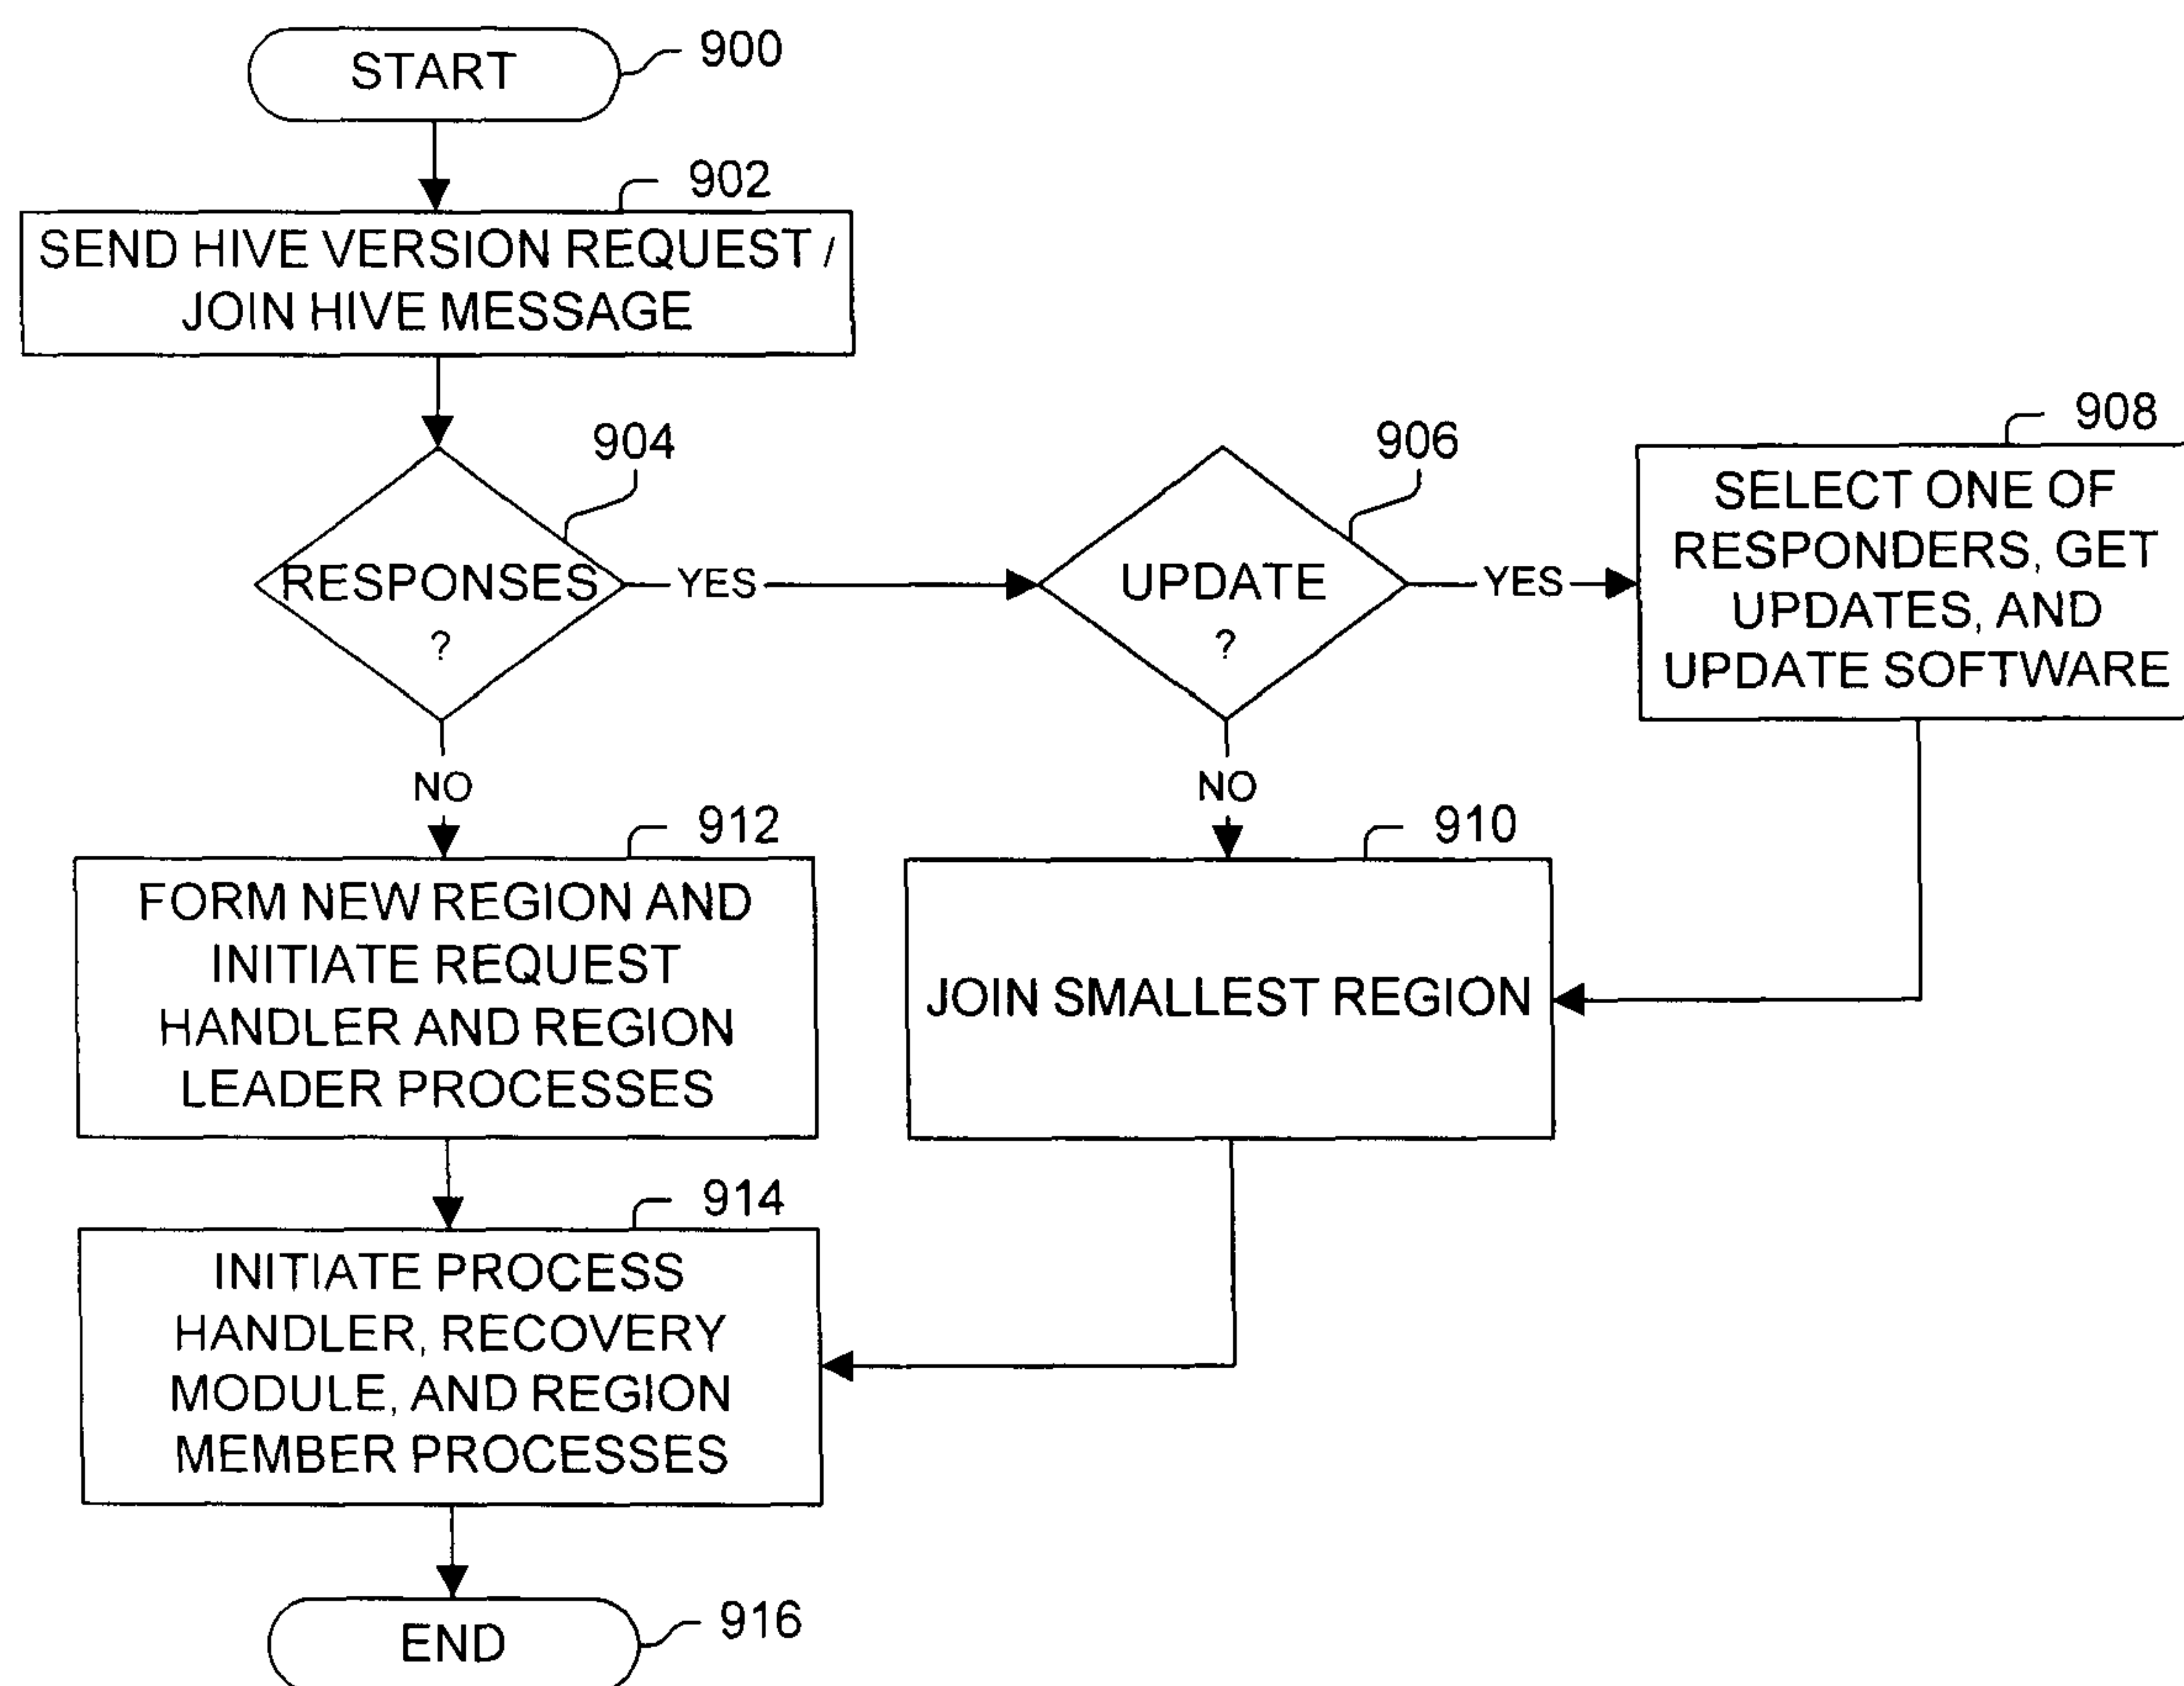 START
900
902
SEND HIVE VERSION REQUEST /
JOIN HIVE MESSAGE
904
RESPONSES
?
YES
906
UPDATE
?
YES
908
SELECT ONE OF
RESPONDERS, GET
UPDATES, AND
UPDATE SOFTWARE
NO
NO
912
FORM NEW REGION AND
INITIATE REQUEST
HANDLER AND REGION
LEADER PROCESSES
910
JOIN SMALLEST REGION
914
INITIATE PROCESS
HANDLER, RECOVERY
MODULE, AND REGION
MEMBER PROCESSES
END
916